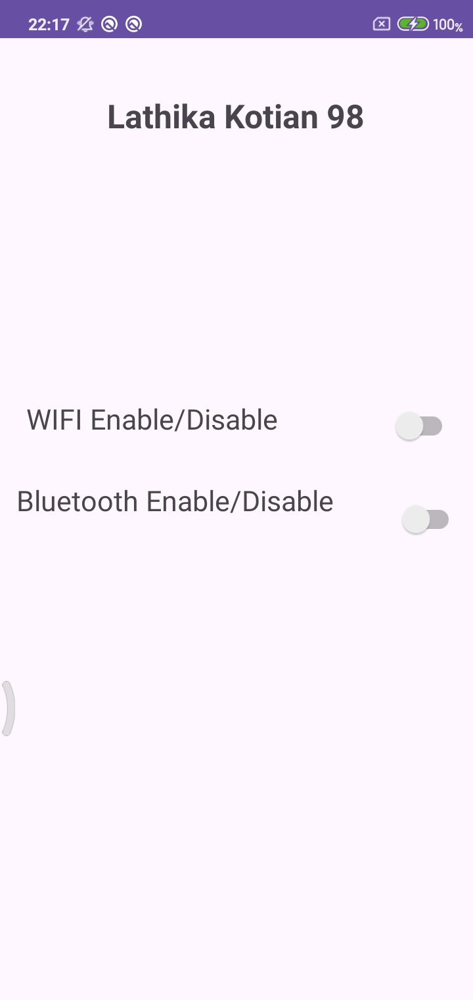 22:17 100%
Lathika Kotian 98
WIFI Enable/Disable
Bluetooth Enable/Disable